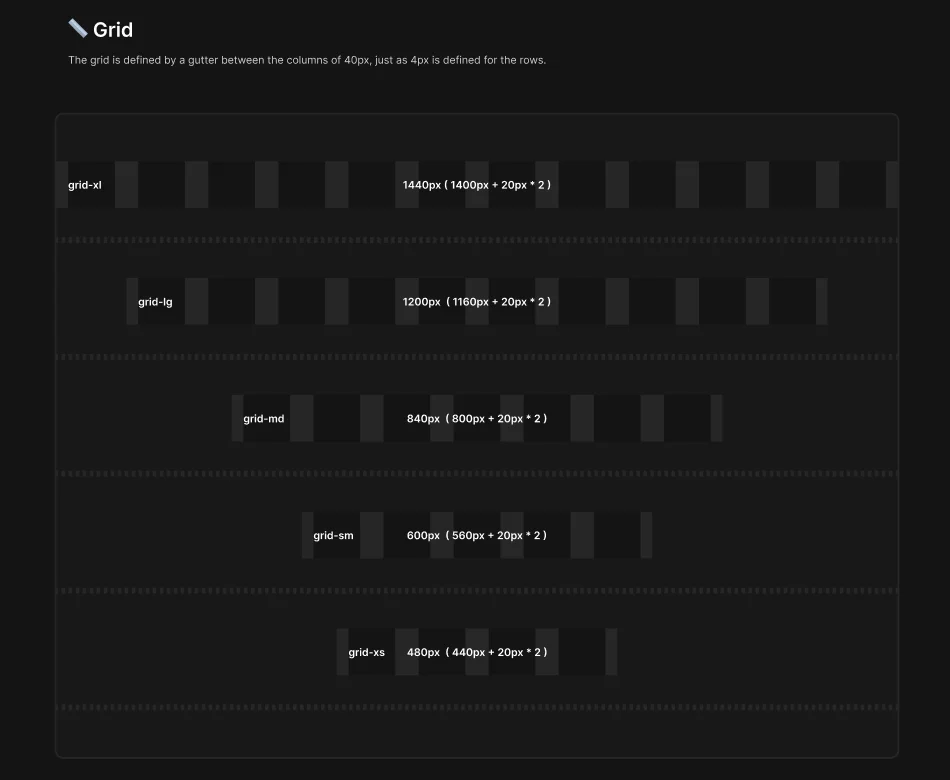 Grid
The grid is defined by a gutter between the columns of 40px, just as 4px is defined for the rows.
grid-xl 1440px ( 1400px + 20px * 2 )
grid-lg 1200px ( 1160px + 20px * 2 )
grid-md 840px ( 800px + 20px * 2 )
grid-sm 600px ( 560px + 20px * 2 )
grid-xs 480px ( 440px + 20px * 2 )